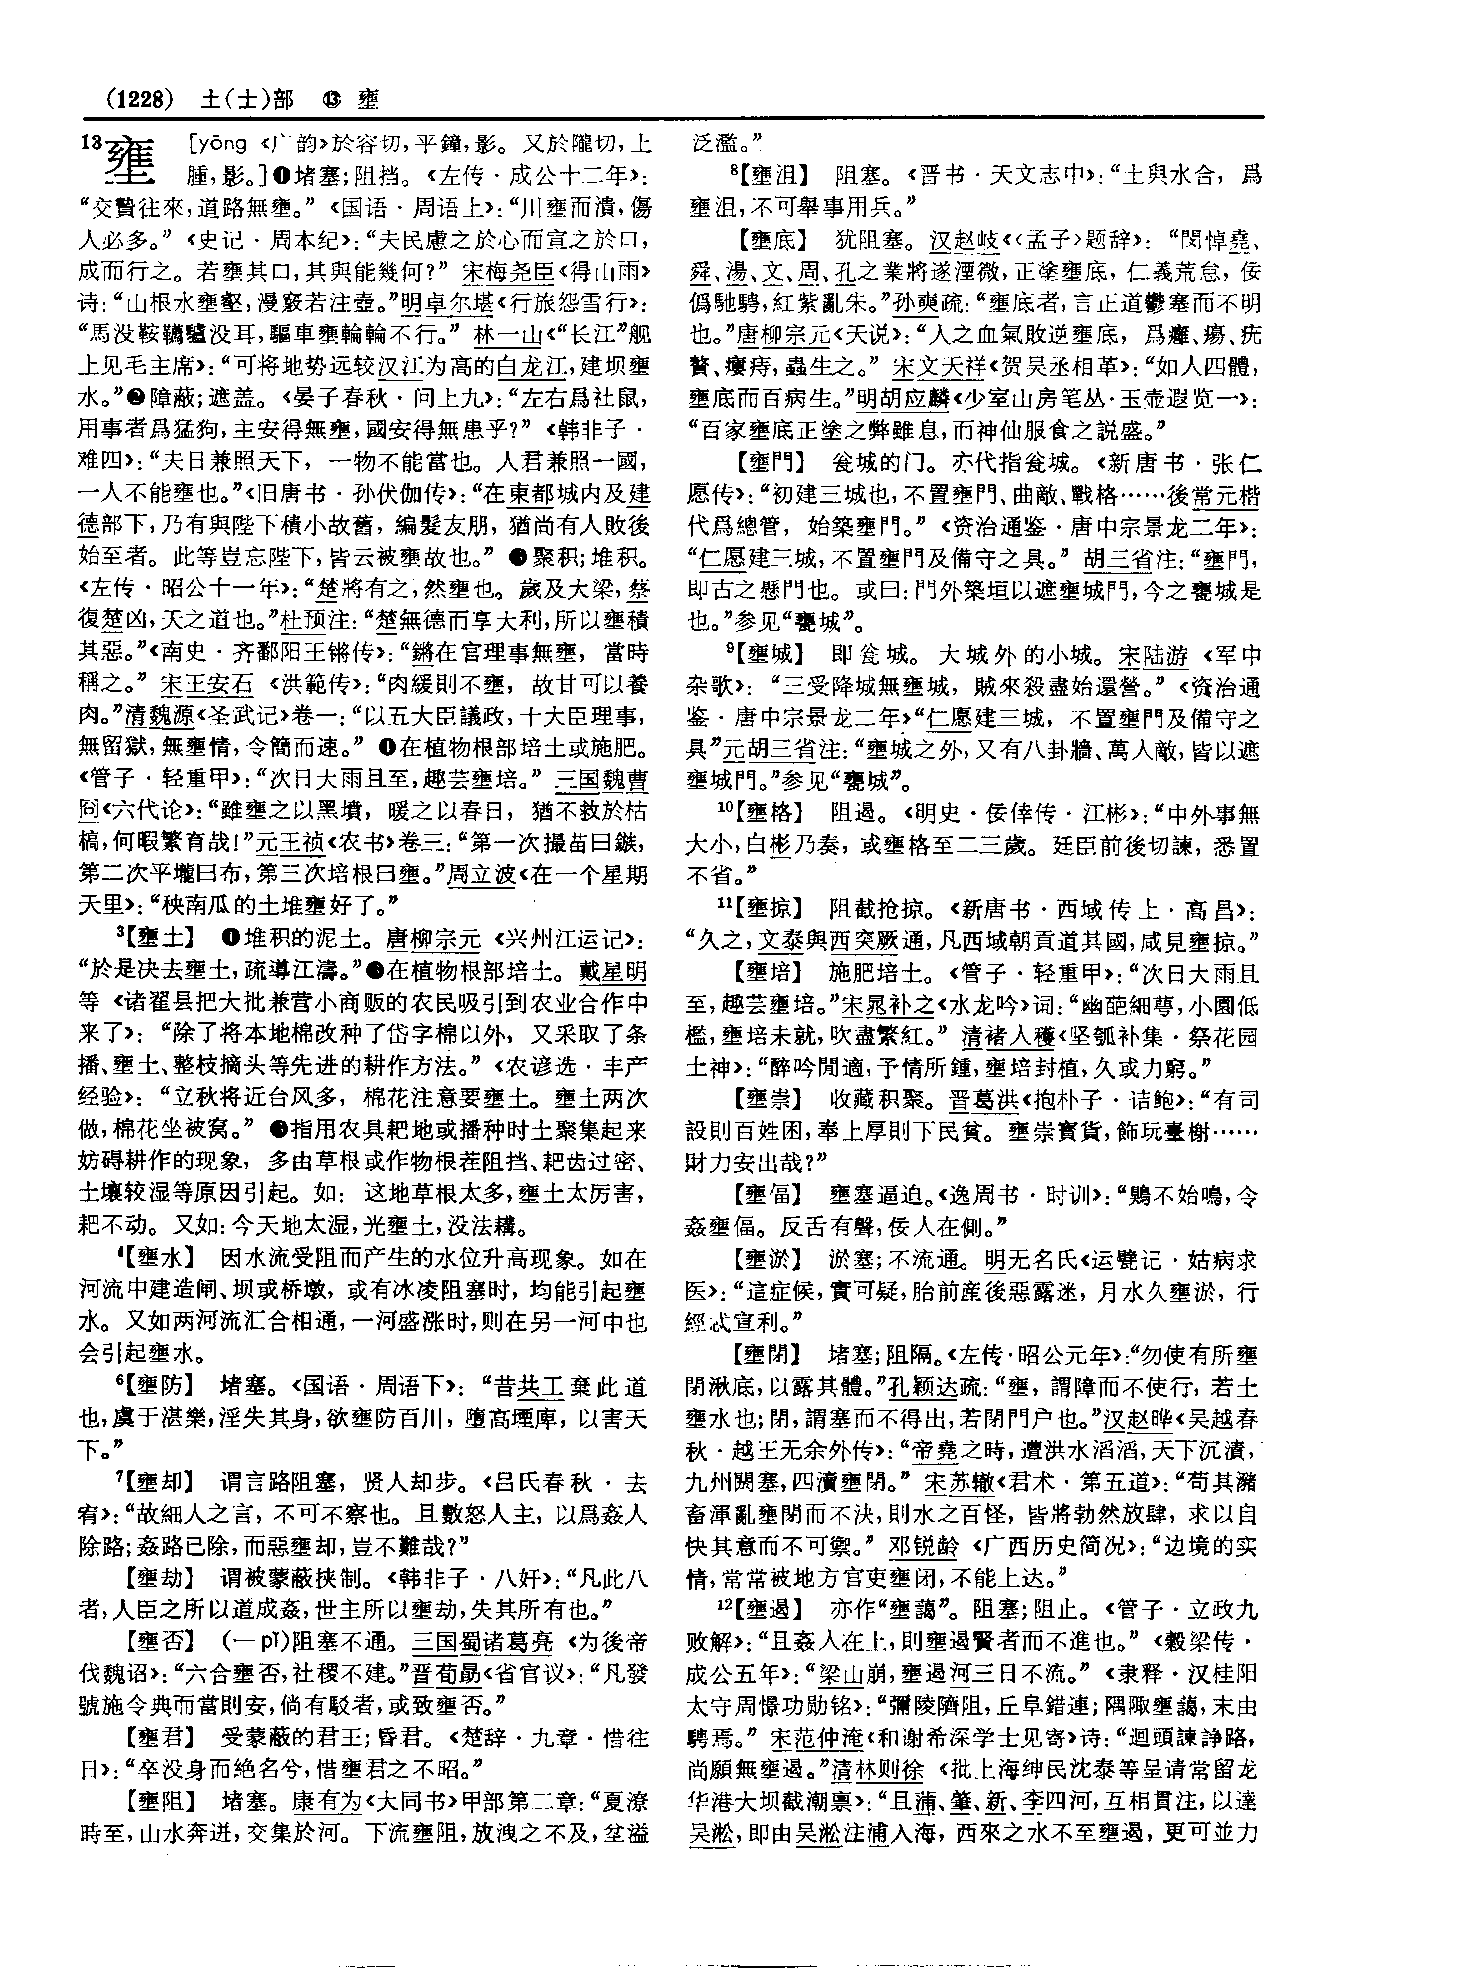 (1228) 土(士)部 ⑬ 壅
13壅 [yōng《广韵》於容切,平鐘,影。又於隴切,上
腫,影。]❶堵塞;阻挡。《左传·成公十二年》:
“交贄往來,道路無壅。”《国语·周语上》:“川壅而潰,傷
人必多。”《史记·周本纪》:“夫民慮之於心而宣之於口,
成而行之。若壅其口,其與能幾何?”宋梅尧臣《得山雨》
诗:“山根水壅壑,漫竅若注壺。”明卓尔堪《行旅怨雪行》:
“馬没鞍韉驢没耳,驅車壅輪輪不行。”林一山《“长江”舰
上见毛主席》:“可将地势远较汉江为高的白龙江,建坝壅
水。”❷障蔽;遮盖。《晏子春秋·问上九》:“左右爲社鼠,
用事者爲猛狗,主安得無壅,國安得無患乎?”《韩非子·
难四》:“夫日兼照天下,一物不能當也。人君兼照一國,
一人不能壅也。”《旧唐书·孙伏伽传》:“在東都城内及建
德部下,乃有與陛下積小故舊,編髮友朋,猶尚有人敗後
始至者。此等豈忘陛下,皆云被壅故也。”❸聚积;堆积。
《左传·昭公十一年》:“楚將有之,然壅也。歲及大梁,蔡
復楚凶,天之道也。”杜预注:“楚無德而享大利,所以壅積
其惡。”《南史·齐鄱阳王锵传》:“鏘在官理事無壅,當時
稱之。”宋王安石《洪範传》:“肉緩則不壅,故甘可以養
肉。”清魏源《圣武记》卷一:“以五大臣議政,十大臣理事,
無留獄,無壅情,令簡而速。”❹在植物根部培土或施肥。
《管子·轻重甲》:“次日大雨且至,趣芸壅培。”三国魏曹
冏《六代论》:“雖壅之以黑墳,暖之以春日,猶不救於枯
槁,何暇繁育哉!”元王祯《农书》卷三:“第一次撮苗曰鏃,
第二次平壠曰布,第三次培根曰壅。”周立波《在一个星期
天里》:“秧南瓜的土堆壅好了。”
3【壅土】 ❶堆积的泥土。唐柳宗元《兴州江运记》:
“於是决去壅土,疏導江濤。”❷在植物根部培土。戴星明
等《诸翟县把大批兼营小商贩的农民吸引到农业合作中
来了》:“除了将本地棉改种了岱字棉以外,又采取了条
播、壅土、整枝摘头等先进的耕作方法。”《农谚选·丰产
经验》:“立秋将近台风多,棉花注意要壅土。壅土两次
做,棉花坐被窝。”❸指用农具耙地或播种时土聚集起来
妨碍耕作的现象,多由草根或作物根茬阻挡、耙齿过密、
土壤较湿等原因引起。如:这地草根太多,壅土太厉害,
耙不动。又如:今天地太湿,光壅土,没法耩。
4【壅水】 因水流受阻而产生的水位升高现象。如在
河流中建造闸、坝或桥墩,或有冰凌阻塞时,均能引起壅
水。又如两河流汇合相通,一河盛涨时,则在另一河中也
会引起壅水。
6【壅防】 堵塞。《国语·周语下》:“昔共工棄此道
也,虞于湛樂,淫失其身,欲壅防百川,墮高堙庳,以害天
下。”
7【壅却】 谓言路阻塞,贤人却步。《吕氏春秋·去
宥》:“故細人之言,不可不察也。且數怒人主,以爲姦人
除路;姦路已除,而惡壅却,豈不難哉?”
【壅劫】 谓被蒙蔽挟制。《韩非子·八奸》:“凡此八
者,人臣之所以道成姦,世主所以壅劫,失其所有也。”
【壅否】 (—pǐ)阻塞不通。三国蜀诸葛亮《为後帝
伐魏诏》:“六合壅否,社稷不建。”晋荀勗《省官议》:“凡發
號施令典而當則安,倘有駁者,或致壅否。”
【壅君】 受蒙蔽的君王;昏君。《楚辞·九章·惜往
日》:“卒没身而絶名兮,惜壅君之不昭。”
【壅阻】 堵塞。康有为《大同书》甲部第二章:“夏潦
時至,山水奔迸,交集於河。下流壅阻,放洩之不及,坌溢
泛濫。”
8【壅沮】 阻塞。《晋书·天文志中》:“土與水合,爲
壅沮,不可舉事用兵。”
【壅底】 犹阻塞。汉赵岐《〈孟子〉题辞》:“閔悼堯、
舜、湯、文、周、孔之業將遂湮微,正塗壅底,仁義荒怠,佞
僞馳騁,紅紫亂朱。”孙奭疏:“壅底者,言正道鬱塞而不明
也。”唐柳宗元《天说》:“人之血氣敗逆壅底,爲癰、瘍、疣
贅、瘻痔,蟲生之。”宋文天祥《贺吴丞相革》:“如人四體,
壅底而百病生。”明胡应麟《少室山房笔丛·玉壶遐览一》:
“百家壅底正塗之弊雖息,而神仙服食之説盛。”
【壅門】 瓮城的门。亦代指瓮城。《新唐书·张仁
愿传》:“初建三城也,不置壅門、曲敵、戰格……後常元楷
代爲總管,始築壅門。”《资治通鉴·唐中宗景龙二年》:
“仁愿建三城,不置壅門及備守之具。”胡三省注:“壅門,
即古之懸門也。或曰:門外築垣以遮壅城門,今之甕城是
也。”参见“甕城”。
9【壅城】 即瓮城。大城外的小城。宋陆游《军中
杂歌》:“三受降城無壅城,賊來殺盡始還營。”《资治通
鉴·唐中宗景龙二年》“仁愿建三城,不置壅門及備守之
具”元胡三省注:“壅城之外,又有八卦牆、萬人敵,皆以遮
壅城門。”参见“甕城”。
10【壅格】 阻遏。《明史·佞倖传·江彬》:“中外事無
大小,白彬乃奏,或壅格至二三歲。廷臣前後切諫,悉置
不省。”
11【壅掠】 阻截抢掠。《新唐书·西域传上·高昌》:
“久之,文泰與西突厥通,凡西域朝貢道其國,咸見壅掠。”
【壅培】 施肥培土。《管子·轻重甲》:“次日大雨且
至,趣芸壅培。”宋晁补之《水龙吟》词:“幽葩細萼,小園低
檻,壅培未就,吹盡繁紅。”清褚人穫《坚瓠补集·祭花园
土神》:“醉吟閒適,予情所鍾,壅培封植,久或力窮。”
【壅崇】 收藏积聚。晋葛洪《抱朴子·诘鲍》:“有司
設則百姓困,奉上厚則下民貧。壅崇寶貨,飾玩臺榭……
財力安出哉?”
【壅偪】 壅塞逼迫。《逸周书·时训》:“鵙不始鳴,令
姦壅偪。反舌有聲,佞人在側。”
【壅淤】 淤塞;不流通。明无名氏《运甓记·姑病求
医》:“這症候,實可疑,胎前産後惡露迷,月水久壅淤,行
經忒宣利。”
【壅閉】 堵塞;阻隔。《左传·昭公元年》:“勿使有所壅
閉湫底,以露其體。”孔颖达疏:“壅,謂障而不使行,若土
壅水也;閉,謂塞而不得出,若閉門户也。”汉赵晔《吴越春
秋·越王无余外传》:“帝堯之時,遭洪水滔滔,天下沉漬,
九州閼塞,四瀆壅閉。”宋苏辙《君术·第五道》:“苟其瀦
畜渾亂壅閉而不決,則水之百怪,皆將勃然放肆,求以自
快其意而不可禦。”邓锐龄《广西历史简况》:“边境的实
情,常常被地方官吏壅闭,不能上达。”
12【壅遏】 亦作“壅藹”。阻塞;阻止。《管子·立政九
败解》:“且姦人在上,則壅遏賢者而不進也。”《穀梁传·
成公五年》:“梁山崩,壅遏河三日不流。”《隶释·汉桂阳
太守周憬功勋铭》:“彌陵隮阻,丘阜錯連;隅陬壅藹,末由
騁焉。”宋范仲淹《和谢希深学士见寄》诗:“迴頭諫諍路,
尚願無壅遏。”清林则徐《批上海绅民沈泰等呈请常留龙
华港大坝截潮禀》:“且蒲、肇、新、李四河,互相貫注,以達
吴淞,即由吴淞注浦入海,西來之水不至壅遏,更可並力